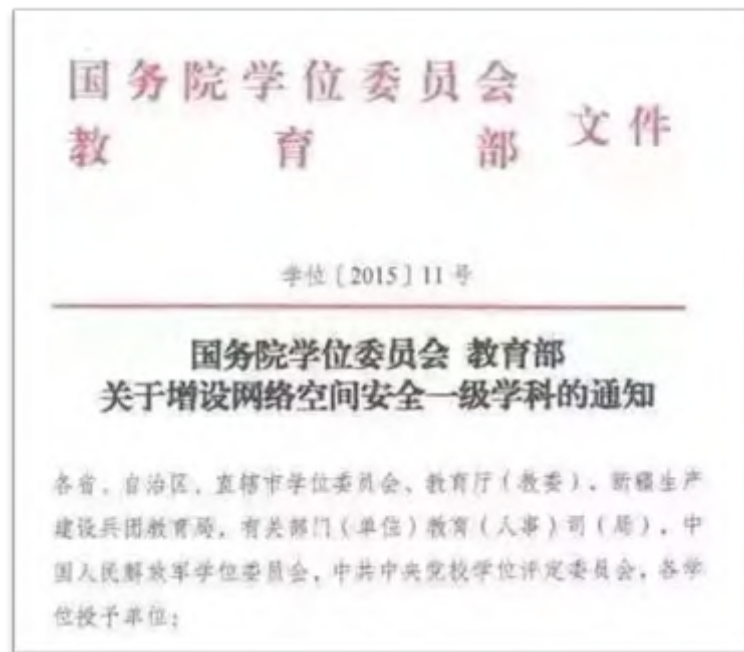 国务院学位委员会
教育部 文件
学位〔2015〕11号
国务院学位委员会 教育部
关于增设网络空间安全一级学科的通知
各省、自治区、直辖市学位委员会、教育厅（教委），新疆生产
建设兵团教育局，有关部门（单位）教育（人事）司（局），中
国人民解放军学位委员会，中共中央党校学位评定委员会，各学
位授予单位：